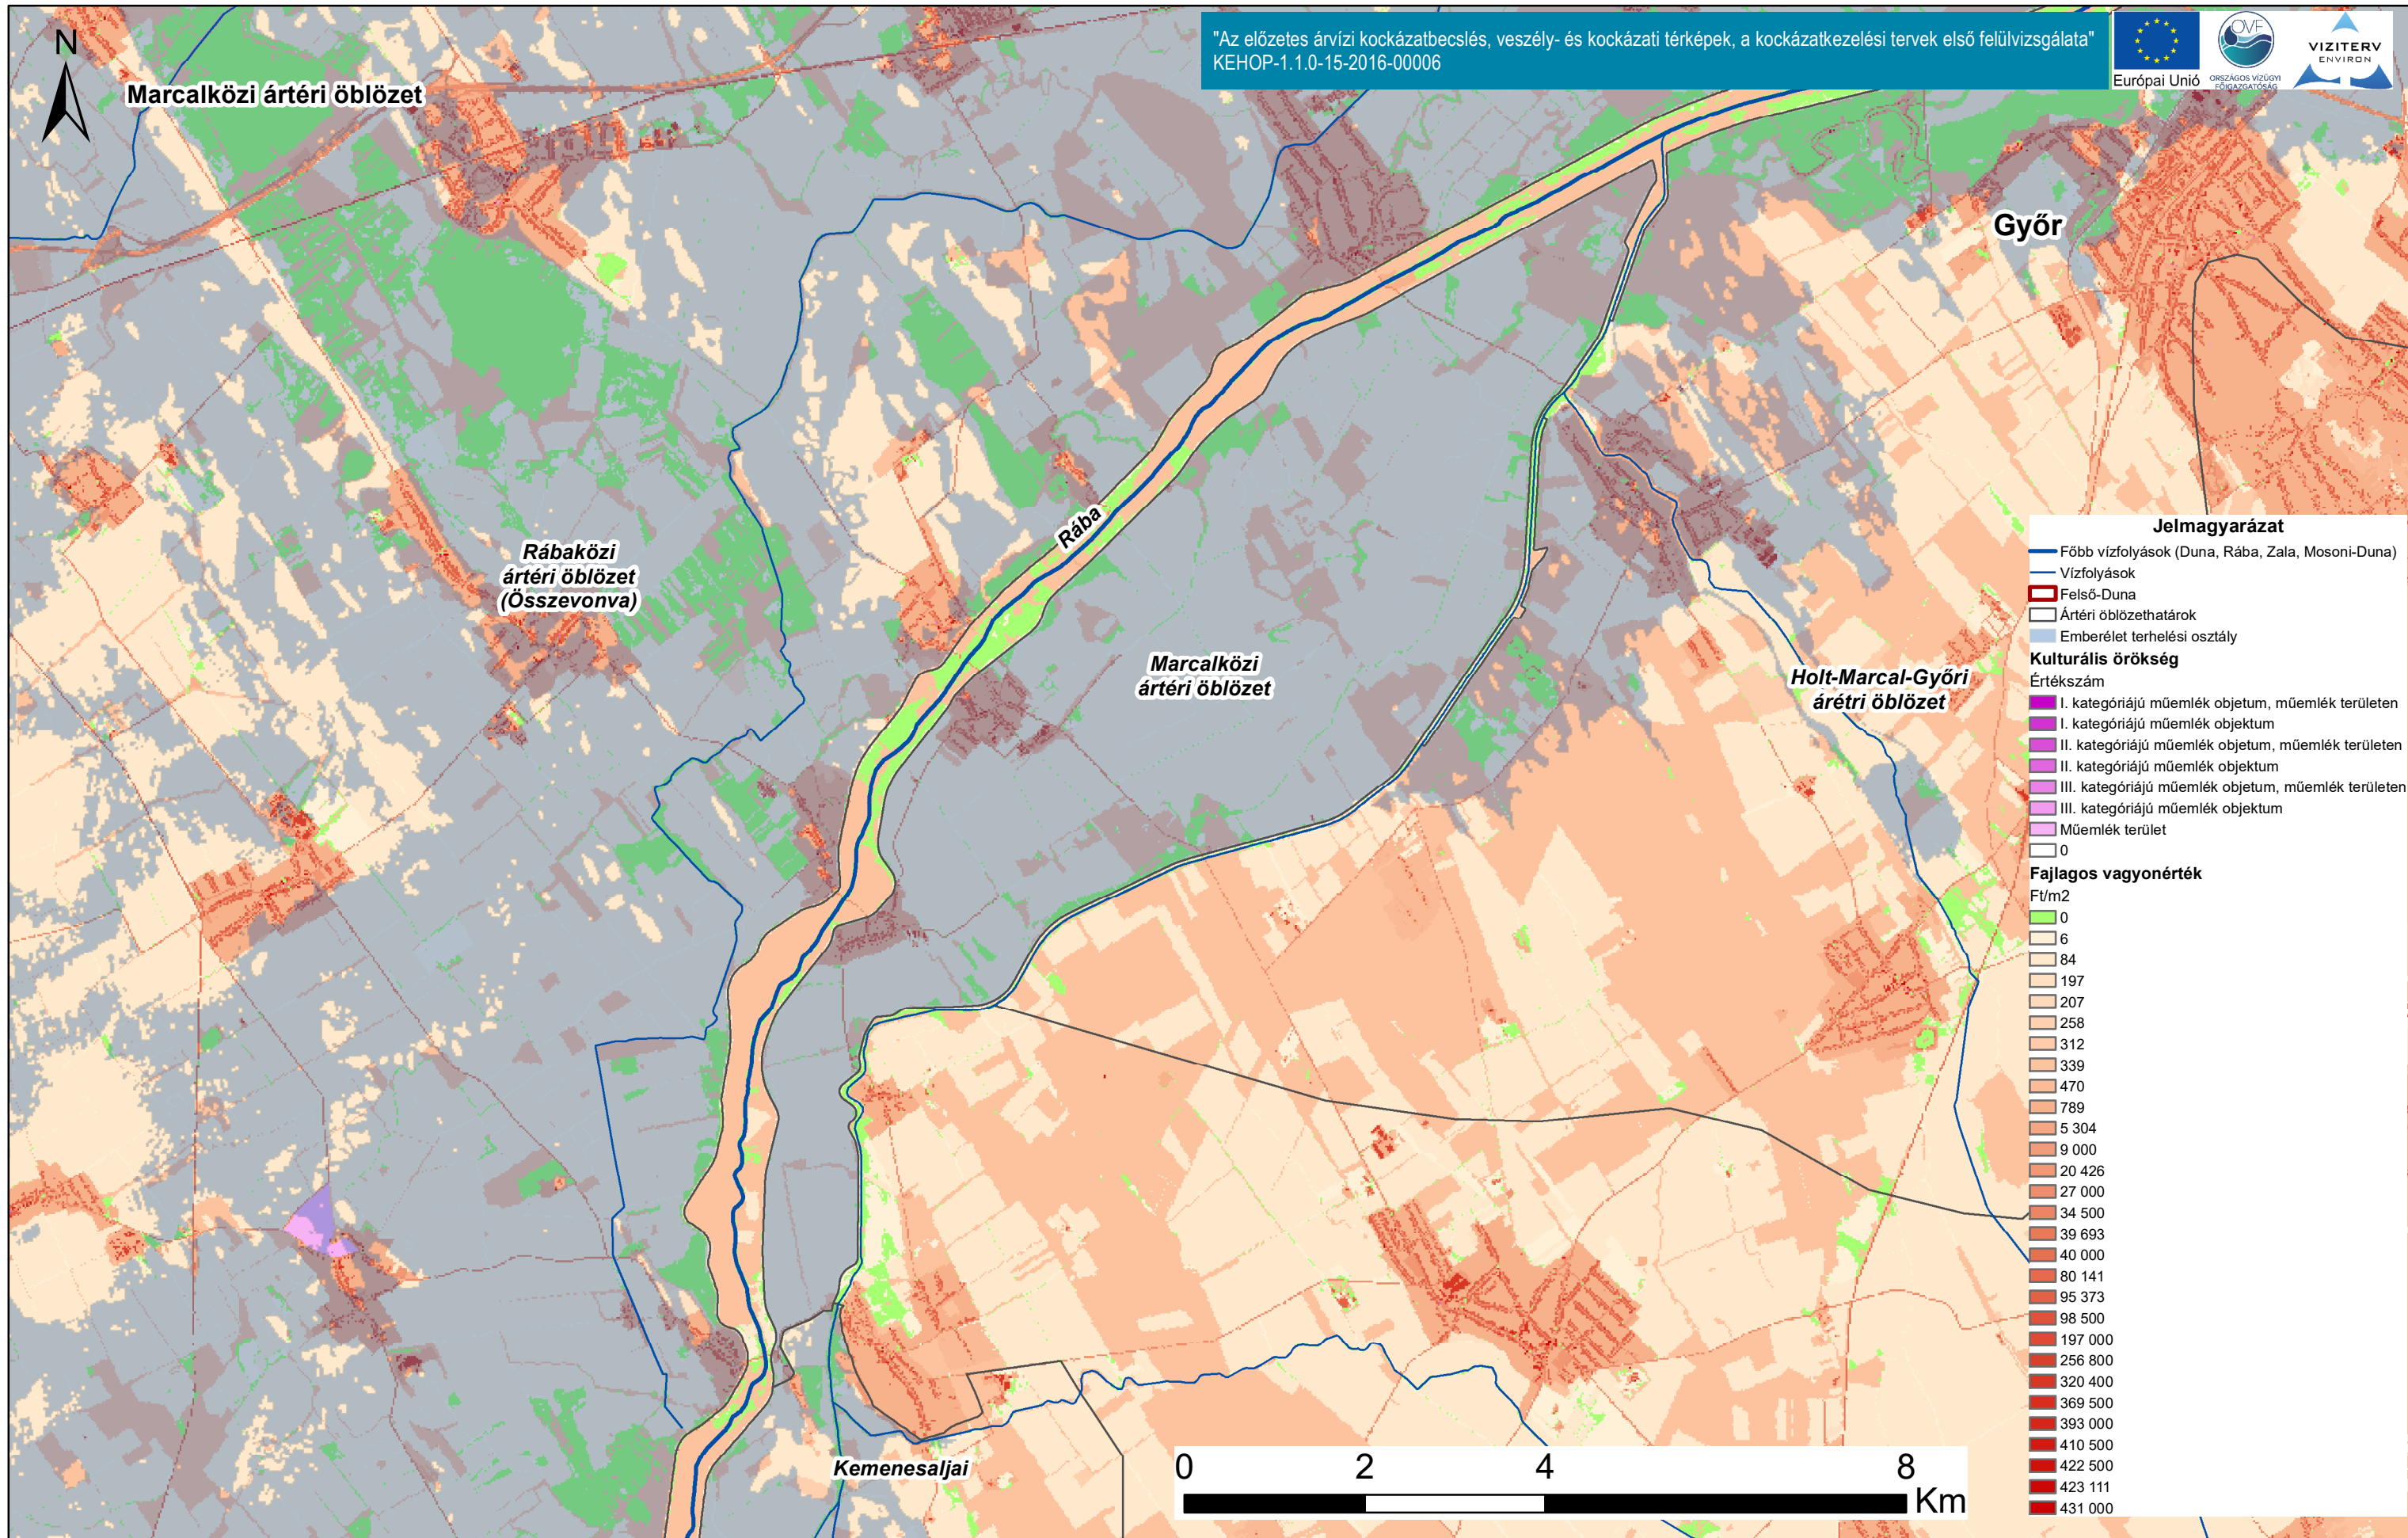 N
Marcalközi ártéri öblözet
"Az előzetes árvízi kockázatbecslés, veszély- és kockázati térképek, a kockázatkezelési tervek első felülvizsgálata"
KEHOP-1.1.0-15-2016-00006
Európai Unió
OVF
ORSZÁGOS VÍZÜGYI
FŐIGAZGATÓSÁG
VIZITERV
ENVIRON
Győr
Rába
Rábaközi
ártéri öblözet
(Összevonva)
Marcalközi
ártéri öblözet
Holt-Marcal-Győri
árétri öblözet
Kemenesaljai
Jelmagyarázat
Főbb vízfolyások (Duna, Rába, Zala, Mosoni-Duna)
Vízfolyások
Felső-Duna
Ártéri öblözethatárok
Emberélet terhelési osztály
Kulturális örökség
Értékszám
I. kategóriájú műemlék objetum, műemlék területen
I. kategóriájú műemlék objektum
II. kategóriájú műemlék objetum, műemlék területen
II. kategóriájú műemlék objektum
III. kategóriájú műemlék objetum, műemlék területen
III. kategóriájú műemlék objektum
Műemlék terület
0
Fajlagos vagyonérték
Ft/m2
0
6
84
197
207
258
312
339
470
789
5 304
9 000
20 426
27 000
34 500
39 693
40 000
80 141
95 373
98 500
197 000
256 800
320 400
369 500
393 000
410 500
422 500
423 111
431 000
0 2 4 8
Km